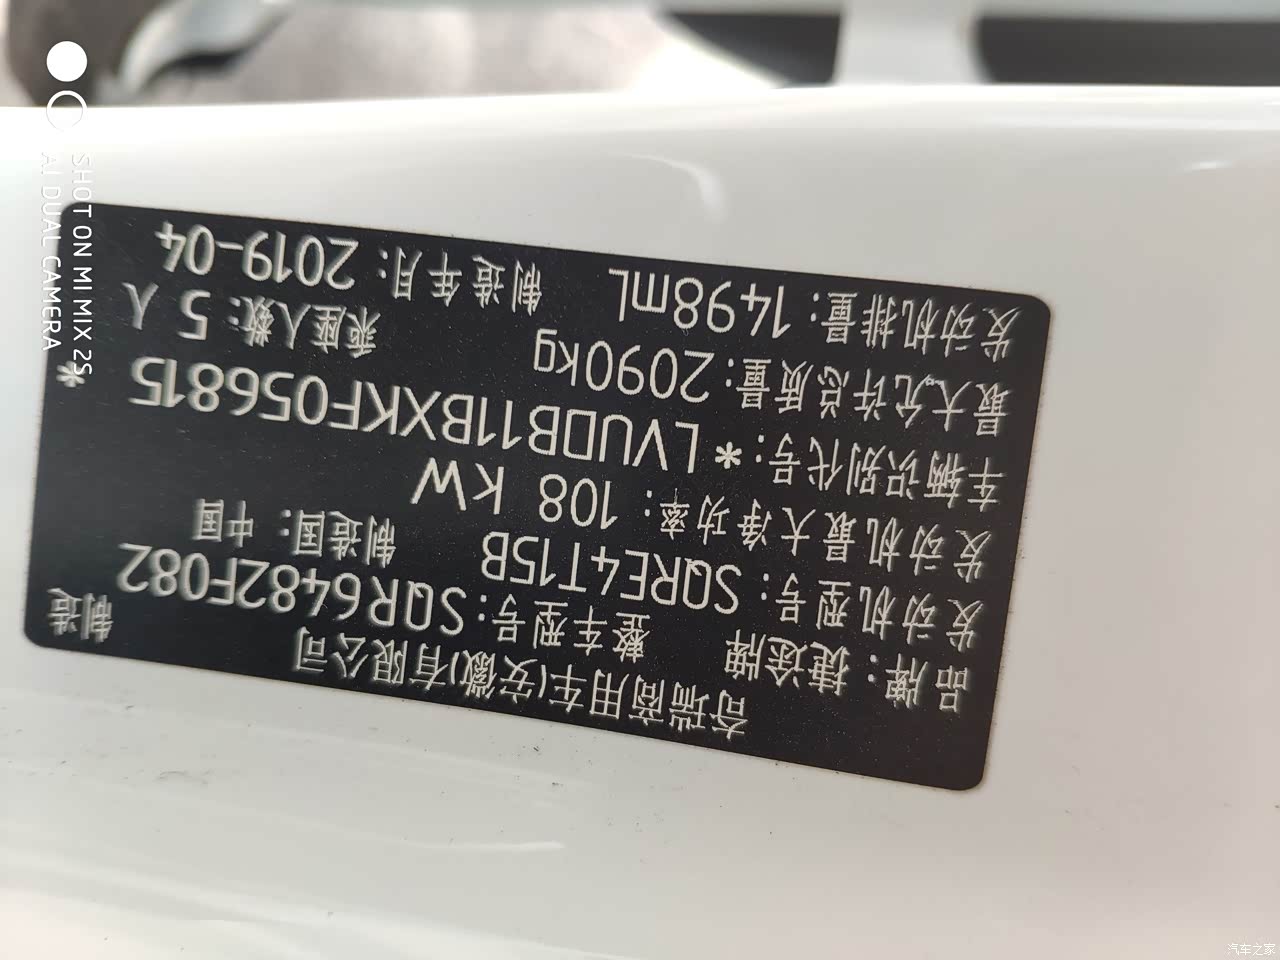 奇瑞商用车(安徽)有限公司 制造
品牌：捷途牌 整车型号：SQR6482F082
发动机型号：SQRE4T15B 制造国：中国
发动机最大净功率：108 kW
车辆识别代号：*LVUDB11BXKF056815*
最大允许总质量：2090kg 乘座人数：5 人
发动机排量：1498mL 制造年月：2019-04
SHOT ON MI MIX 2S
AI DUAL CAMERA
汽车之家